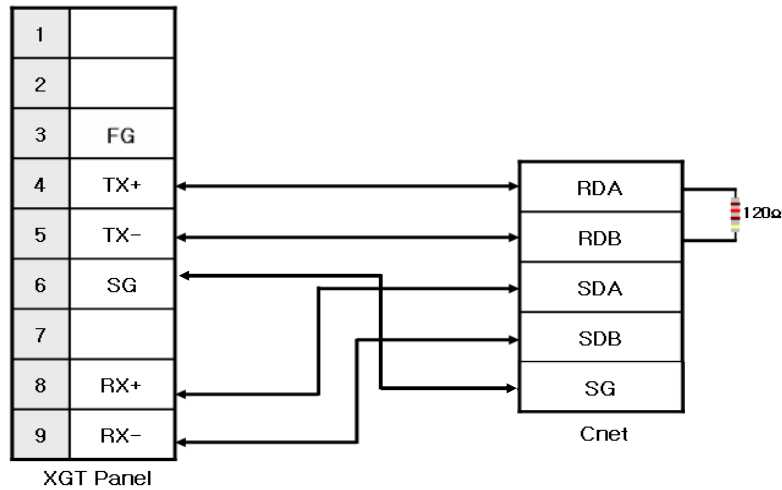 1
2
3 FG
4 TX+
5 TX-
6 SG
7
8 RX+
9 RX-
XGT Panel
RDA
RDB
SDA
SDB
SG
Cnet
120Ω